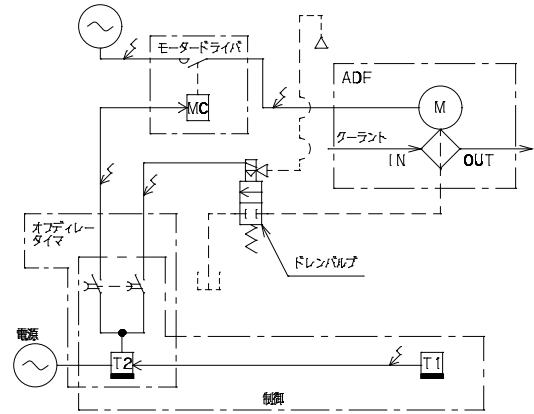 モータードライバ
MC
ADF
M
クーラント
IN
OUT
オフディレー
タイマ
ドレンバルブ
電源
T2
T1
制御